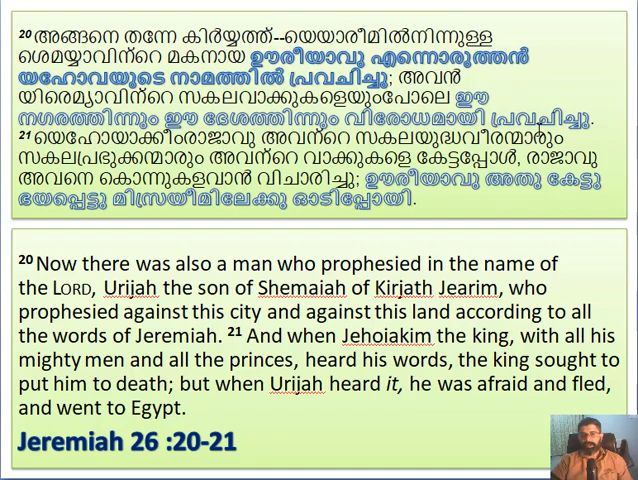 20 അങ്ങനെ തന്നേ കിർയ്യത്ത്--യെയാരീമിൽനിന്നുള്ള
ശെമയ്യാവിന്റെ മകനായ ഊരീയാവു എന്നൊരുത്തൻ
യഹോവയുടെ നാമത്തിൽ പ്രവചിച്ചു; അവൻ
യിരെമ്യാവിന്റെ സകലവാക്കുകളെയുംപോലെ ഈ
നഗരത്തിന്നും ഈ ദേശത്തിന്നും വിരോധമായി പ്രവചിച്ചു.
21 യെഹോയാക്കീംരാജാവു അവന്റെ സകലയുദ്ധവീരന്മാരും
സകലപ്രഭുക്കന്മാരും അവന്റെ വാക്കുകളെ കേട്ടപ്പോൾ, രാജാവു
അവനെ കൊന്നുകളവാൻ വിചാരിച്ചു; ഊരീയാവു അതു കേട്ടു
ഭയപ്പെട്ടു മിസ്രയീമിലേക്കു ഓടിപ്പോയി.
20 Now there was also a man who prophesied in the name of
the LORD, Urijah the son of Shemaiah of Kirjath Jearim, who
prophesied against this city and against this land according to all
the words of Jeremiah. 21 And when Jehoiakim the king, with all his
mighty men and all the princes, heard his words, the king sought to
put him to death; but when Urijah heard it, he was afraid and fled,
and went to Egypt.
Jeremiah 26 :20-21